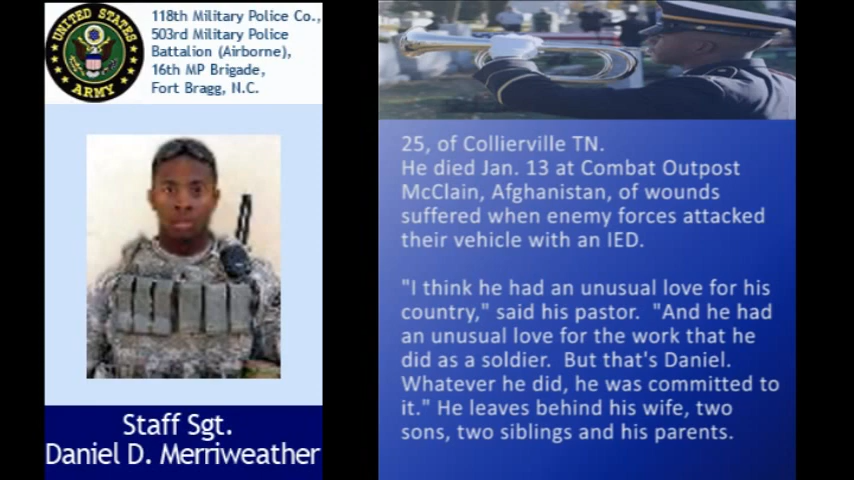 UNITED STATES
ARMY
118th Military Police Co.,
503rd Military Police
Battalion (Airborne),
16th MP Brigade,
Fort Bragg, N.C.
Staff Sgt.
Daniel D. Merriweather
25, of Collierville TN.
He died Jan. 13 at Combat Outpost
McClain, Afghanistan, of wounds
suffered when enemy forces attacked
their vehicle with an IED.
"I think he had an unusual love for his
country," said his pastor.  "And he had
an unusual love for the work that he
did as a soldier.  But that's Daniel.
Whatever he did, he was committed to
it." He leaves behind his wife, two
sons, two siblings and his parents.